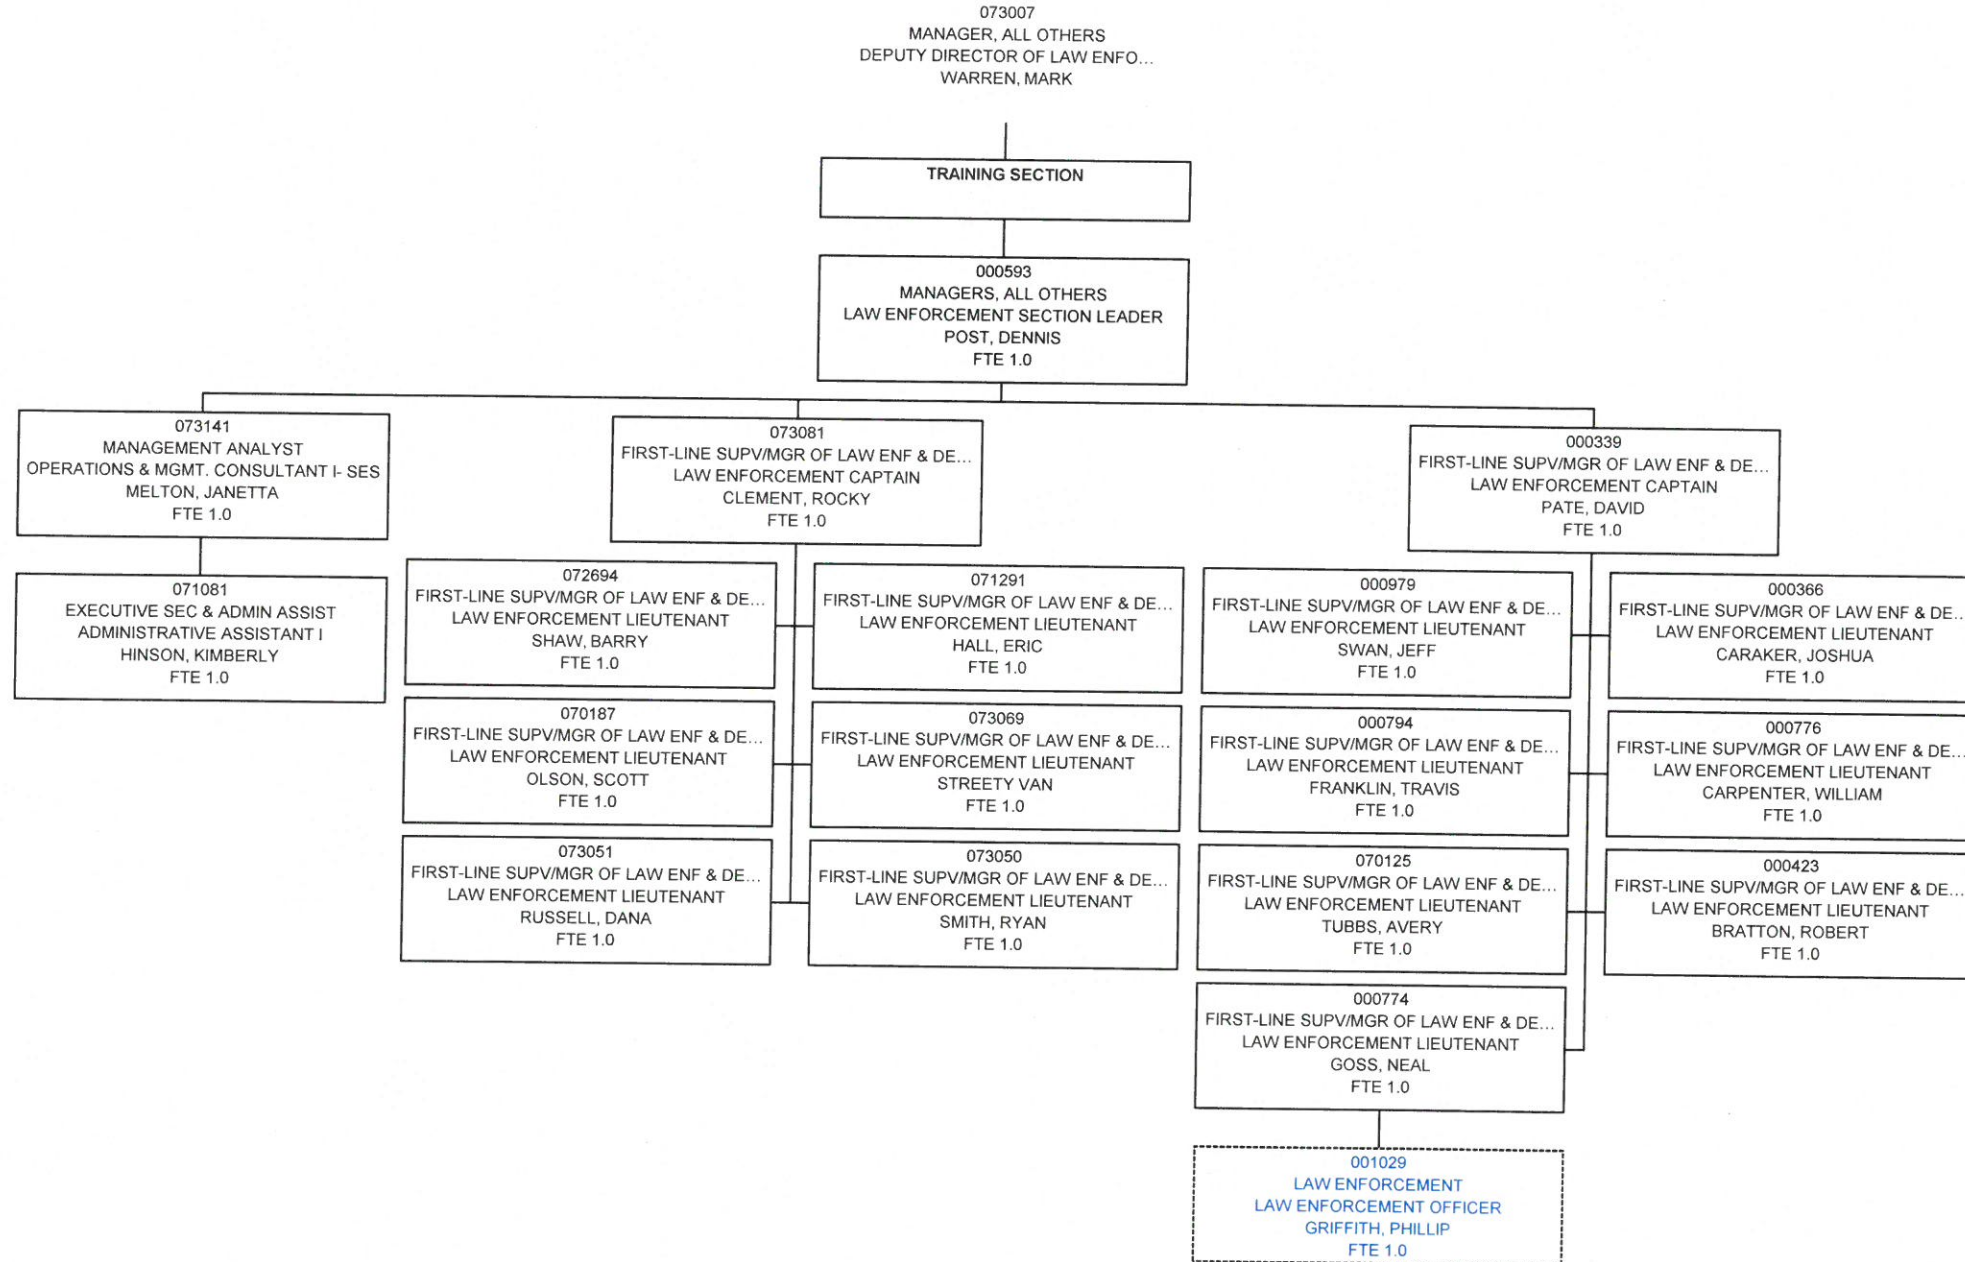 073007
MANAGER, ALL OTHERS
DEPUTY DIRECTOR OF LAW ENFO...
WARREN, MARK
TRAINING SECTION
000593
MANAGERS, ALL OTHERS
LAW ENFORCEMENT SECTION LEADER
POST, DENNIS
FTE 1.0
073141
MANAGEMENT ANALYST
OPERATIONS & MGMT. CONSULTANT I- SES
MELTON, JANETTA
FTE 1.0
073081
FIRST-LINE SUPV/MGR OF LAW ENF & DE...
LAW ENFORCEMENT CAPTAIN
CLEMENT, ROCKY
FTE 1.0
000339
FIRST-LINE SUPV/MGR OF LAW ENF & DE...
LAW ENFORCEMENT CAPTAIN
PATE, DAVID
FTE 1.0
071081
EXECUTIVE SEC & ADMIN ASSIST
ADMINISTRATIVE ASSISTANT I
HINSON, KIMBERLY
FTE 1.0
072694
FIRST-LINE SUPV/MGR OF LAW ENF & DE...
LAW ENFORCEMENT LIEUTENANT
SHAW, BARRY
FTE 1.0
071291
FIRST-LINE SUPV/MGR OF LAW ENF & DE...
LAW ENFORCEMENT LIEUTENANT
HALL, ERIC
FTE 1.0
000979
FIRST-LINE SUPV/MGR OF LAW ENF & DE...
LAW ENFORCEMENT LIEUTENANT
SWAN, JEFF
FTE 1.0
000366
FIRST-LINE SUPV/MGR OF LAW ENF & DE...
LAW ENFORCEMENT LIEUTENANT
CARAKER, JOSHUA
FTE 1.0
070187
FIRST-LINE SUPV/MGR OF LAW ENF & DE...
LAW ENFORCEMENT LIEUTENANT
OLSON, SCOTT
FTE 1.0
073069
FIRST-LINE SUPV/MGR OF LAW ENF & DE...
LAW ENFORCEMENT LIEUTENANT
STREETY VAN
FTE 1.0
000794
FIRST-LINE SUPV/MGR OF LAW ENF & DE...
LAW ENFORCEMENT LIEUTENANT
FRANKLIN, TRAVIS
FTE 1.0
000776
FIRST-LINE SUPV/MGR OF LAW ENF & DE...
LAW ENFORCEMENT LIEUTENANT
CARPENTER, WILLIAM
FTE 1.0
073051
FIRST-LINE SUPV/MGR OF LAW ENF & DE...
LAW ENFORCEMENT LIEUTENANT
RUSSELL, DANA
FTE 1.0
073050
FIRST-LINE SUPV/MGR OF LAW ENF & DE...
LAW ENFORCEMENT LIEUTENANT
SMITH, RYAN
FTE 1.0
070125
FIRST-LINE SUPV/MGR OF LAW ENF & DE...
LAW ENFORCEMENT LIEUTENANT
TUBBS, AVERY
FTE 1.0
000423
FIRST-LINE SUPV/MGR OF LAW ENF & DE...
LAW ENFORCEMENT LIEUTENANT
BRATTON, ROBERT
FTE 1.0
000774
FIRST-LINE SUPV/MGR OF LAW ENF & DE...
LAW ENFORCEMENT LIEUTENANT
GOSS, NEAL
FTE 1.0
001029
LAW ENFORCEMENT
LAW ENFORCEMENT OFFICER
GRIFFITH, PHILLIP
FTE 1.0